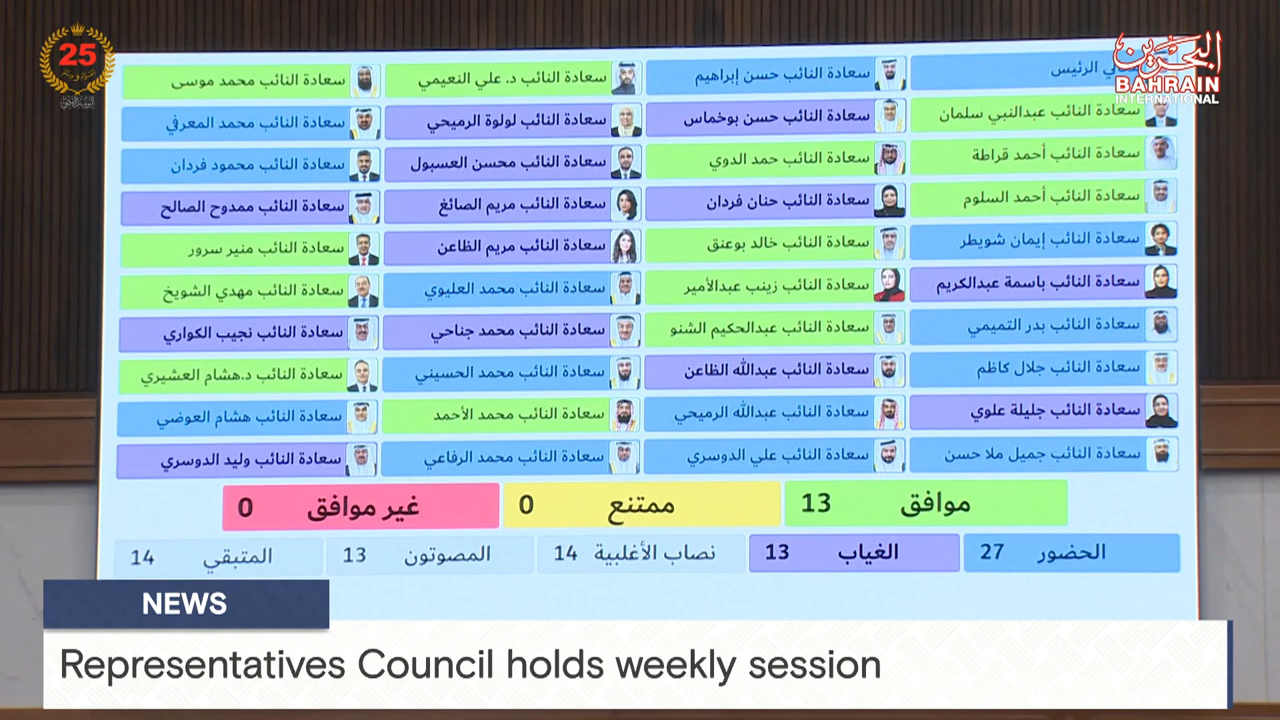 25
البحرين
BAHRAIN
INTERNATIONAL
الرئيس
سعادة النائب حسن إبراهيم
سعادة النائب د. علي النعيمي
سعادة النائب محمد موسى
سعادة النائب عبدالنبي سلمان
سعادة النائب حسن بوخماس
سعادة النائب لولوة الرميحي
سعادة النائب محمد المعرفي
سعادة النائب أحمد قراطة
سعادة النائب حمد الدوي
سعادة النائب محسن العسبول
سعادة النائب محمود فردان
سعادة النائب أحمد السلوم
سعادة النائب حنان فردان
سعادة النائب مريم الصائغ
سعادة النائب ممدوح الصالح
سعادة النائب إيمان شويطر
سعادة النائب خالد بوعنق
سعادة النائب مريم الظاعن
سعادة النائب منير سرور
سعادة النائب باسمة عبدالكريم
سعادة النائب زينب عبدالأمير
سعادة النائب محمد العليوي
سعادة النائب مهدي الشويخ
سعادة النائب بدر التميمي
سعادة النائب عبدالحكيم الشنو
سعادة النائب محمد جناحي
سعادة النائب نجيب الكواري
سعادة النائب جلال كاظم
سعادة النائب عبدالله الظاعن
سعادة النائب محمد الحسيني
سعادة النائب د.هشام العشيري
سعادة النائب جليلة علوي
سعادة النائب عبدالله الرميحي
سعادة النائب محمد الأحمد
سعادة النائب هشام العوضي
سعادة النائب جميل ملا حسن
سعادة النائب علي الدوسري
سعادة النائب محمد الرفاعي
سعادة النائب وليد الدوسري
موافق 13
ممتنع 0
غير موافق 0
الحضور 27
الغياب 13
نصاب الأغلبية 14
المصوتون 13
المتبقي 14
NEWS
Representatives Council holds weekly session